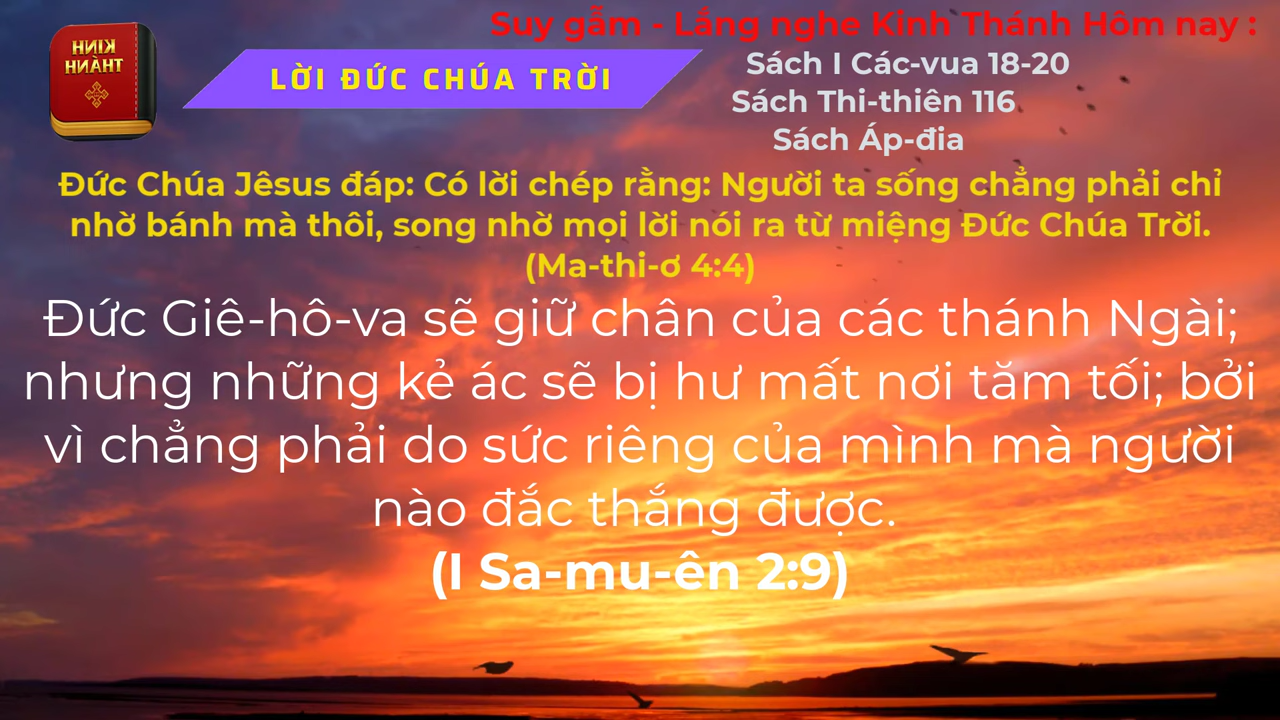 Suy gẫm - Lắng nghe Kinh Thánh Hôm nay :
KINH
THÁNH
LỜI ĐỨC CHÚA TRỜI
Sách I Các-vua 18-20
Sách Thi-thiên 116
Sách Áp-đia
Đức Chúa Jêsus đáp: Có lời chép rằng: Người ta sống chẳng phải chỉ
nhờ bánh mà thôi, song nhờ mọi lời nói ra từ miệng Đức Chúa Trời.
(Ma-thi-ơ 4:4)
Đức Giê-hô-va sẽ giữ chân của các thánh Ngài;
nhưng những kẻ ác sẽ bị hư mất nơi tăm tối; bởi
vì chẳng phải do sức riêng của mình mà người
nào đắc thắng được.
(I Sa-mu-ên 2:9)